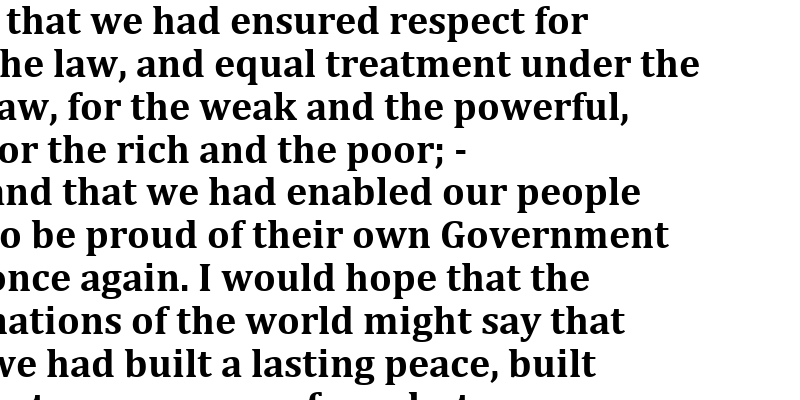 that we had ensured respect for
he law, and equal treatment under the
aw, for the weak and the powerful,
or the rich and the poor; -
and that we had enabled our people
o be proud of their own Government
once again. I would hope that the
nations of the world might say that
we had built a lasting peace, built